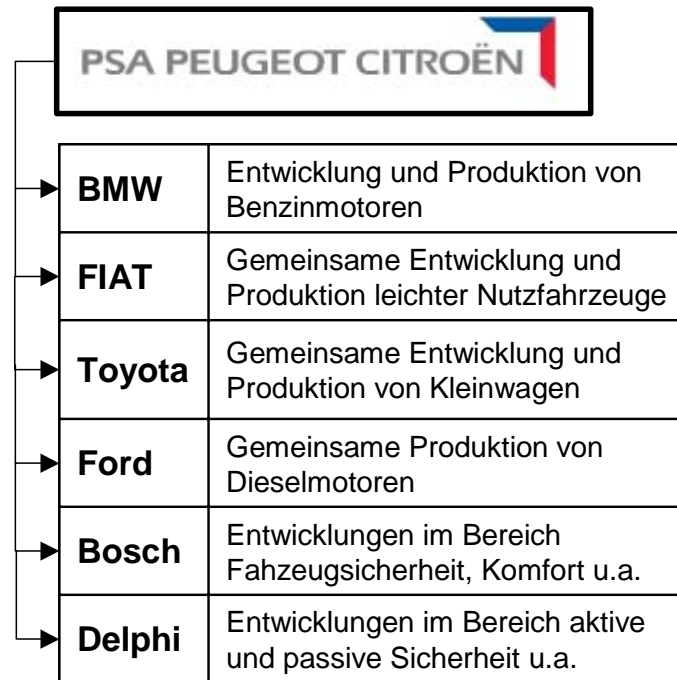 PSA PEUGEOT CITROËN
BMW
Entwicklung und Produktion von
Benzinmotoren
FIAT
Gemeinsame Entwicklung und
Produktion leichter Nutzfahrzeuge
Toyota
Gemeinsame Entwicklung und
Produktion von Kleinwagen
Ford
Gemeinsame Produktion von
Dieselmotoren
Bosch
Entwicklungen im Bereich
Fahzeugsicherheit, Komfort u.a.
Delphi
Entwicklungen im Bereich aktive
und passive Sicherheit u.a.